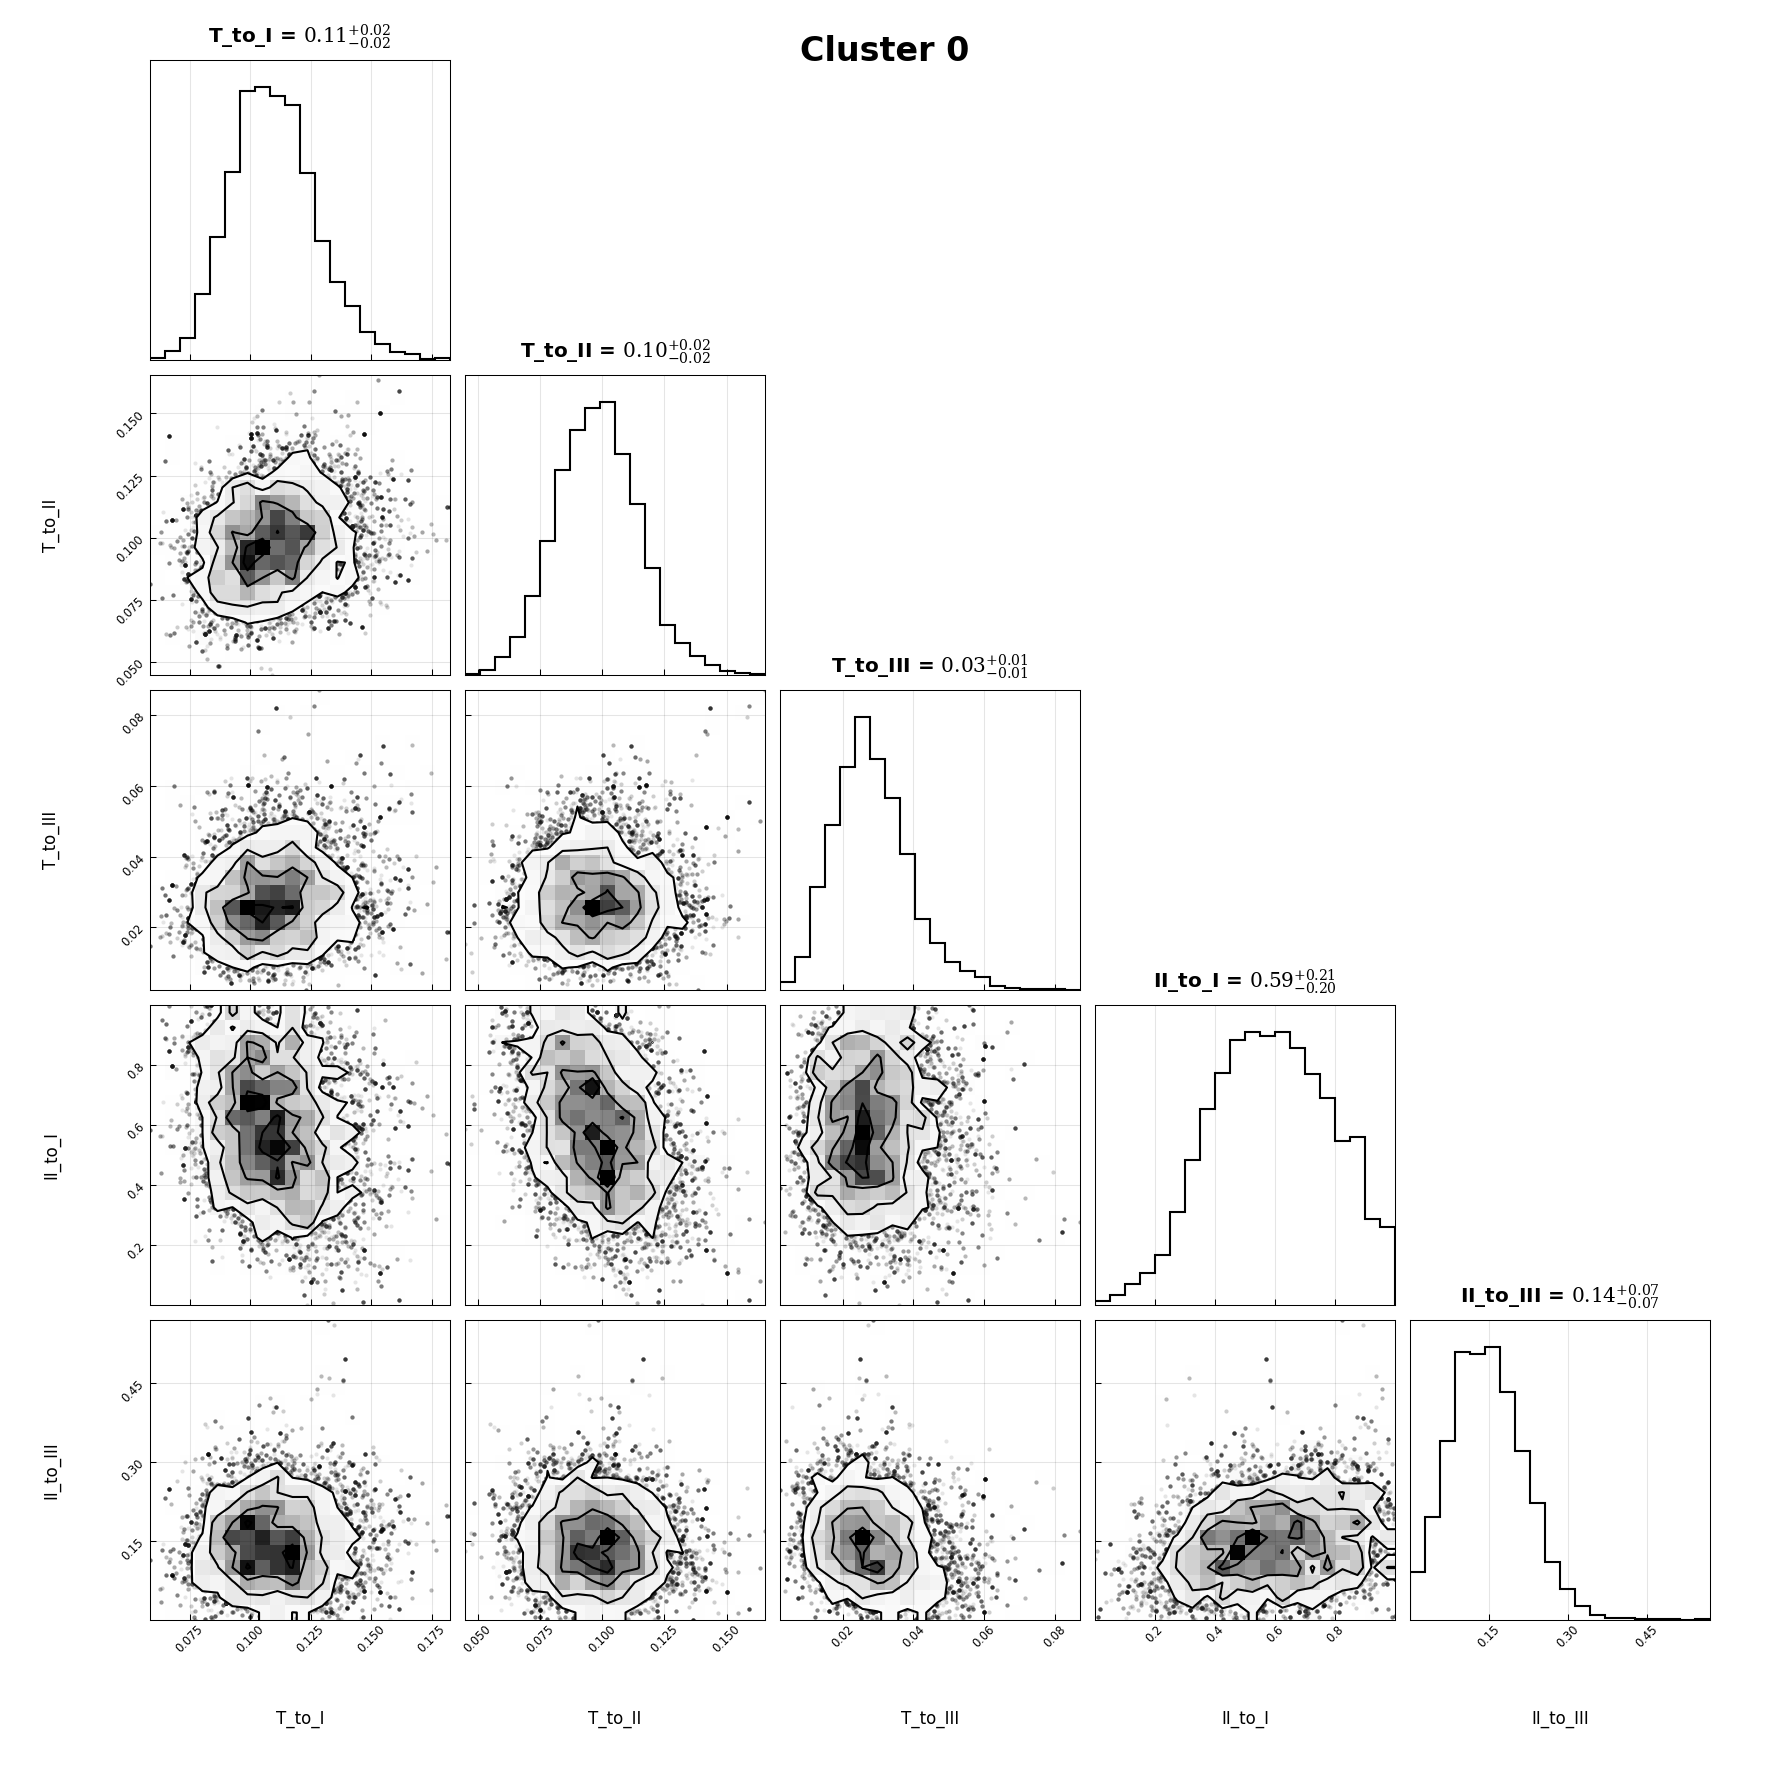 Cluster 0
T_to_I = 0.11+0.02−0.02
T_to_II = 0.10+0.02−0.02
0.150
0.125
0.100
0.075
0.050
T_to_II
T_to_III = 0.03+0.01−0.01
0.08
0.06
0.04
0.02
T_to_III
II_to_I = 0.59+0.21−0.20
0.8
0.6
0.4
0.2
II_to_I
II_to_III = 0.14+0.07−0.07
0.45
0.30
0.15
II_to_III
0.075 0.100 0.125 0.150 0.175 0.050 0.075 0.100 0.125 0.150 0.02 0.04 0.06 0.08 0.2 0.4 0.6 0.8 0.15 0.30 0.45
T_to_I T_to_II T_to_III II_to_I II_to_III